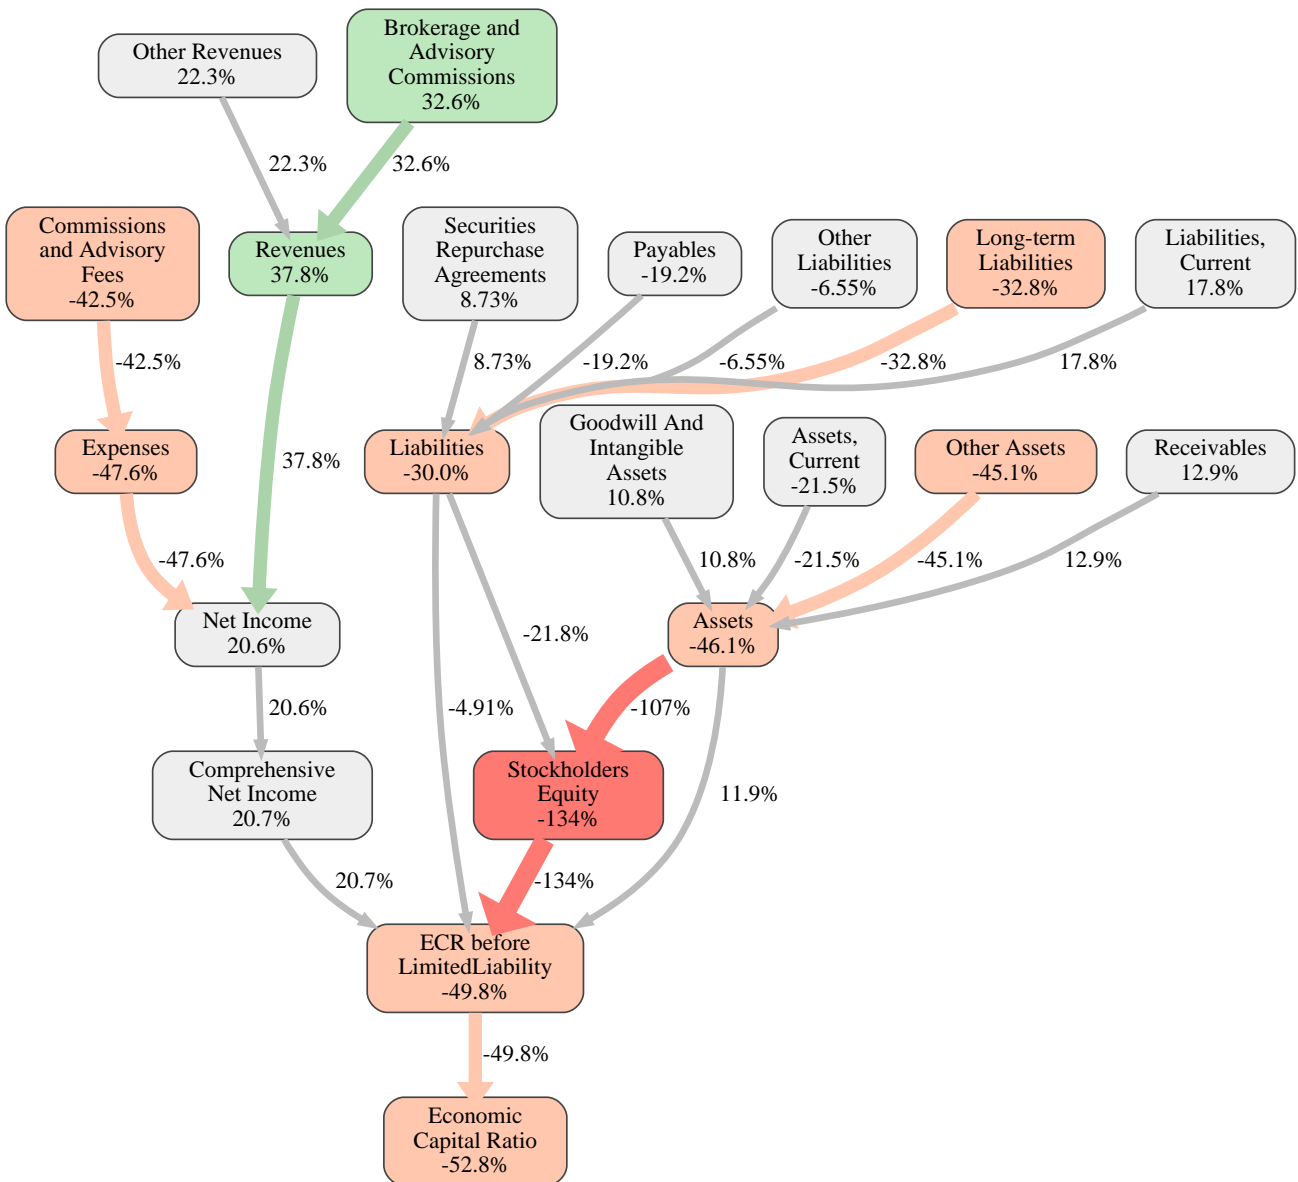 Other Revenues
22.3%
Brokerage and
Advisory
Commissions
32.6%
22.3%
32.6%
Commissions
and Advisory
Fees
-42.5%
Revenues
37.8%
Securities
Repurchase
Agreements
8.73%
Payables
-19.2%
Other
Liabilities
-6.55%
Long-term
Liabilities
-32.8%
Liabilities,
Current
17.8%
-42.5%
8.73%
-19.2%
-6.55%
-32.8%
17.8%
Expenses
-47.6%
37.8%
Liabilities
-30.0%
Goodwill And
Intangible
Assets
10.8%
Assets,
Current
-21.5%
Other Assets
-45.1%
Receivables
12.9%
-47.6%
10.8%
-21.5%
-45.1%
12.9%
Net Income
20.6%
-21.8%
Assets
-46.1%
20.6%
-4.91%
-107%
Comprehensive
Net Income
20.7%
Stockholders
Equity
-134%
11.9%
20.7%
-134%
ECR before
LimitedLiability
-49.8%
-49.8%
Economic
Capital Ratio
-52.8%